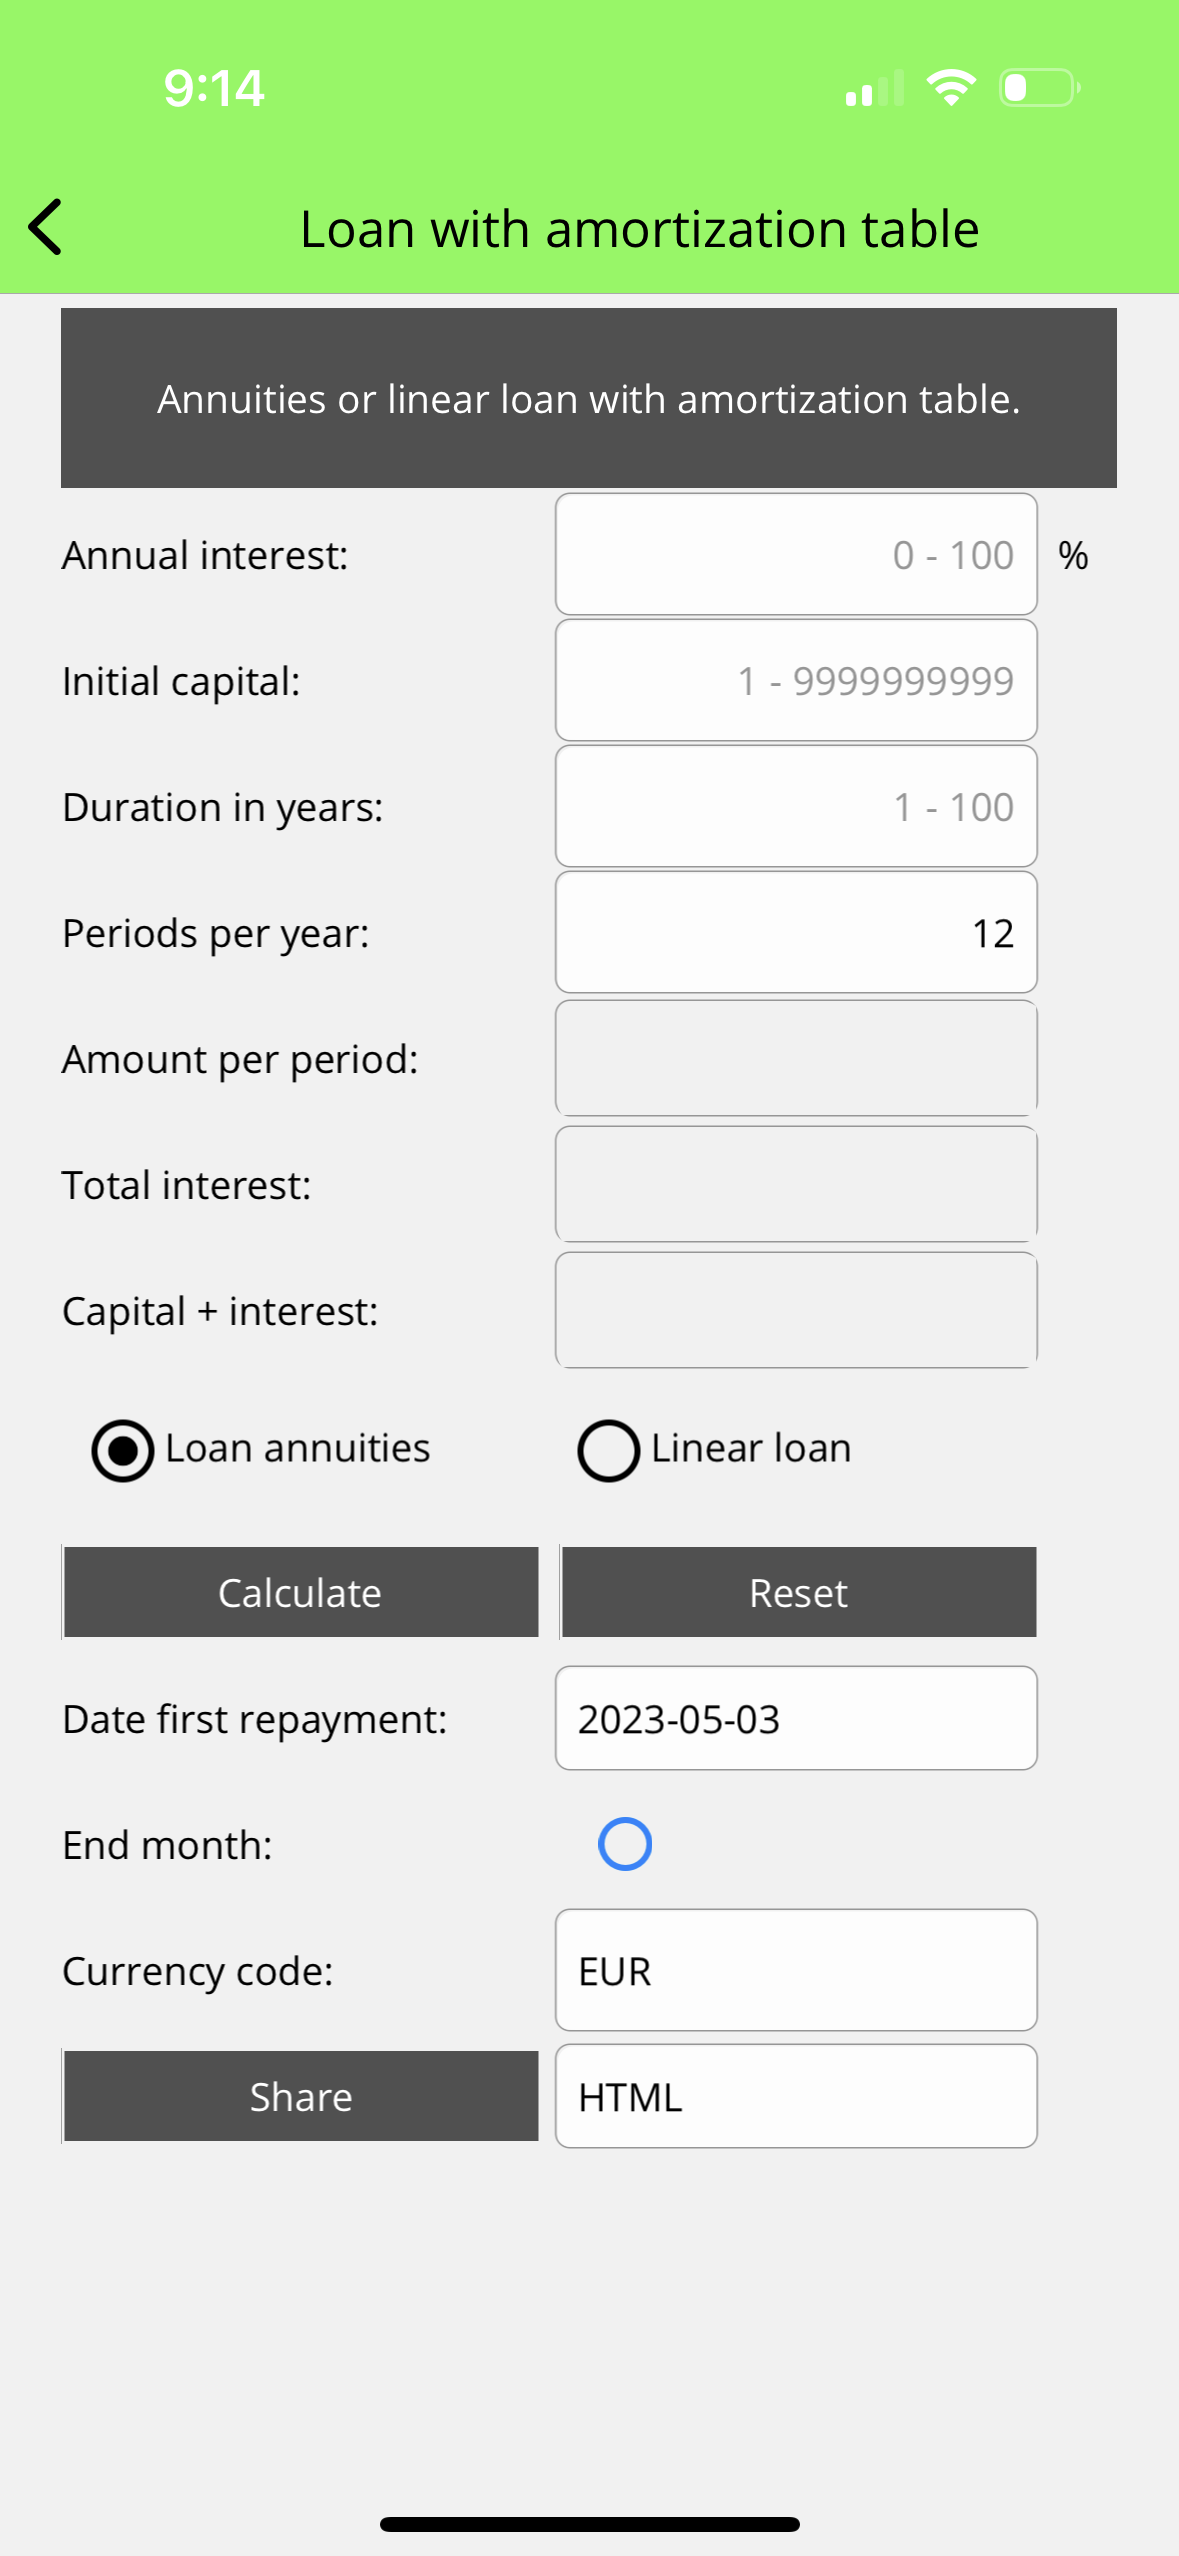 9:14
Loan with amortization table
Annuities or linear loan with amortization table.
Annual interest: 0 - 100 %
Initial capital: 1 - 9999999999
Duration in years: 1 - 100
Periods per year: 12
Amount per period:
Total interest:
Capital + interest:
Loan annuities Linear loan
Calculate Reset
Date first repayment: 2023-05-03
End month:
Currency code: EUR
Share HTML